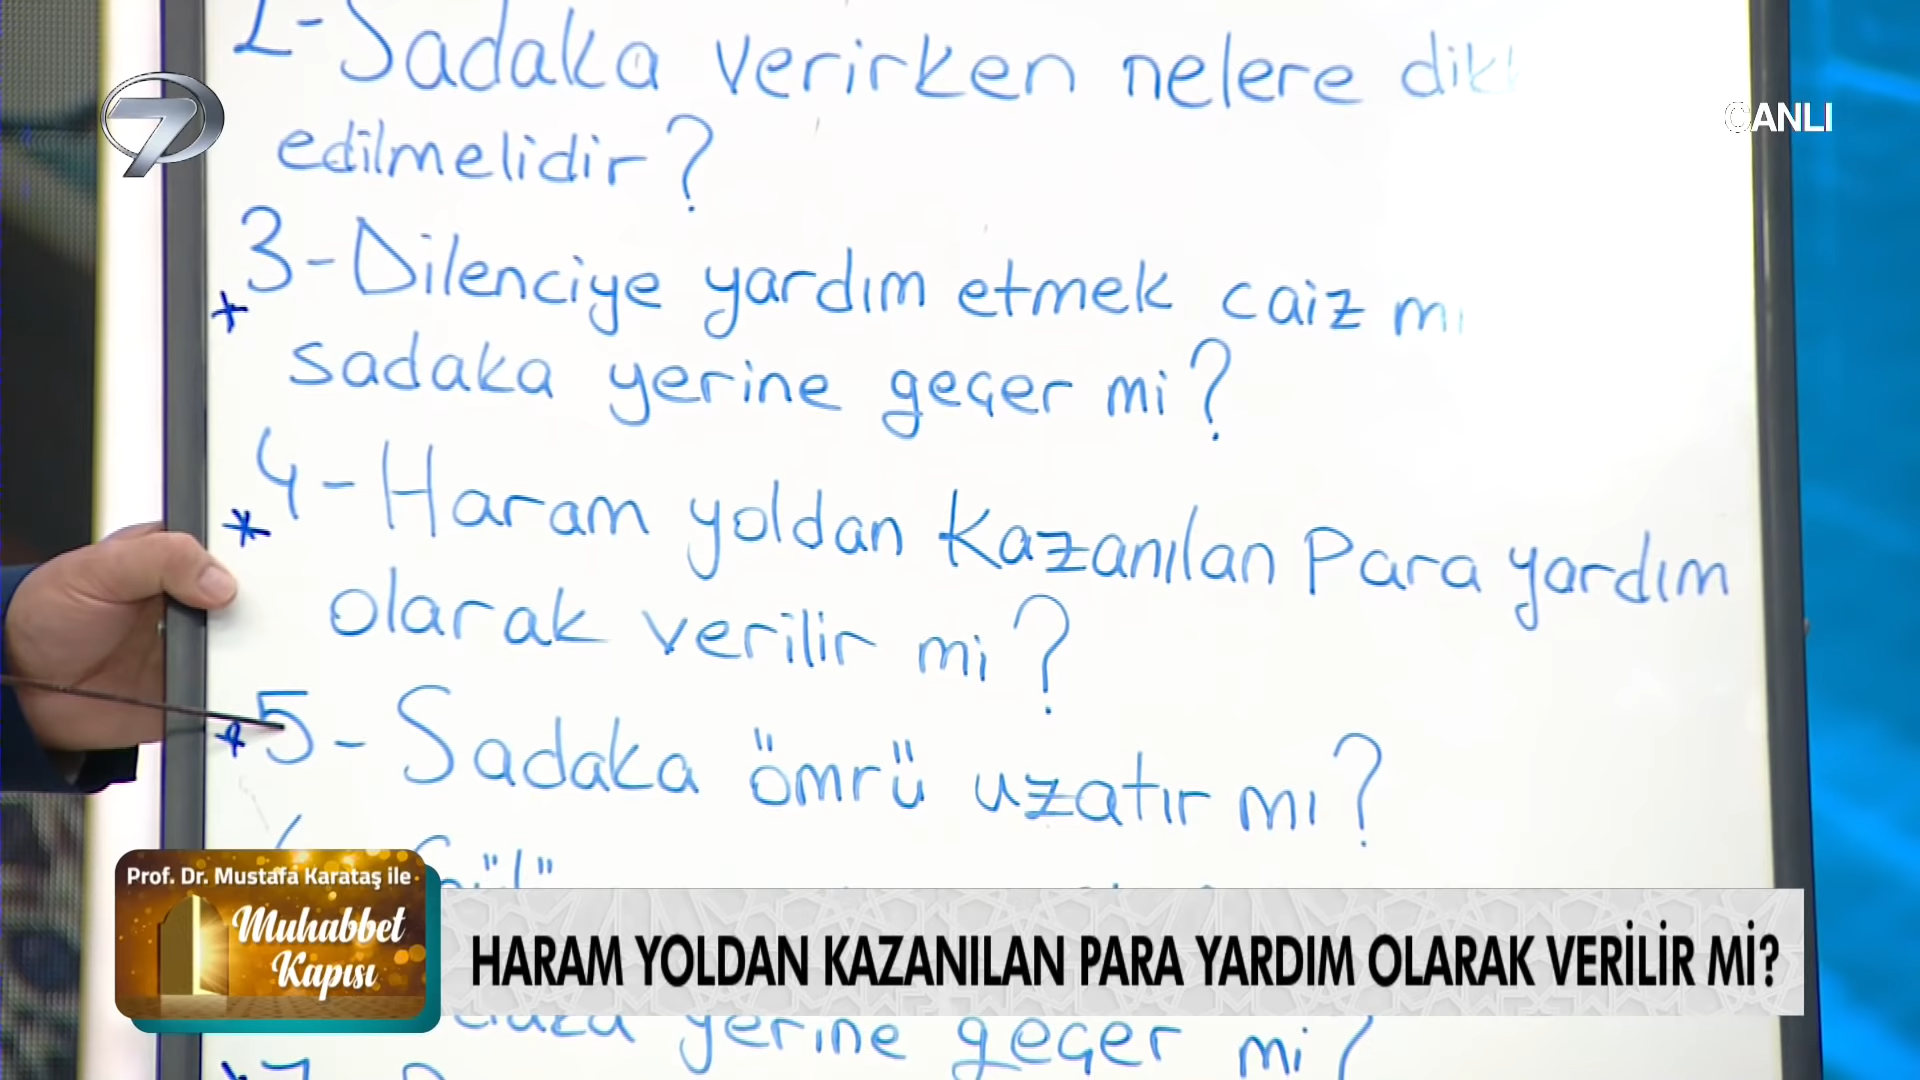 2-Sadaka verirken nelere dik
edilmelidir?
3-Dilenciye yardım etmek caiz mi
sadaka yerine geçer mi?
4-Haram yoldan kazanılan para yardım
olarak verilir mi?
5-Sadaka ömrü uzatır mı?
yerine geçer mi?
7
CANLI
Prof. Dr. Mustafa Karataş ile
Muhabbet
Kapısı
HARAM YOLDAN KAZANILAN PARA YARDIM OLARAK VERİLİR Mİ?